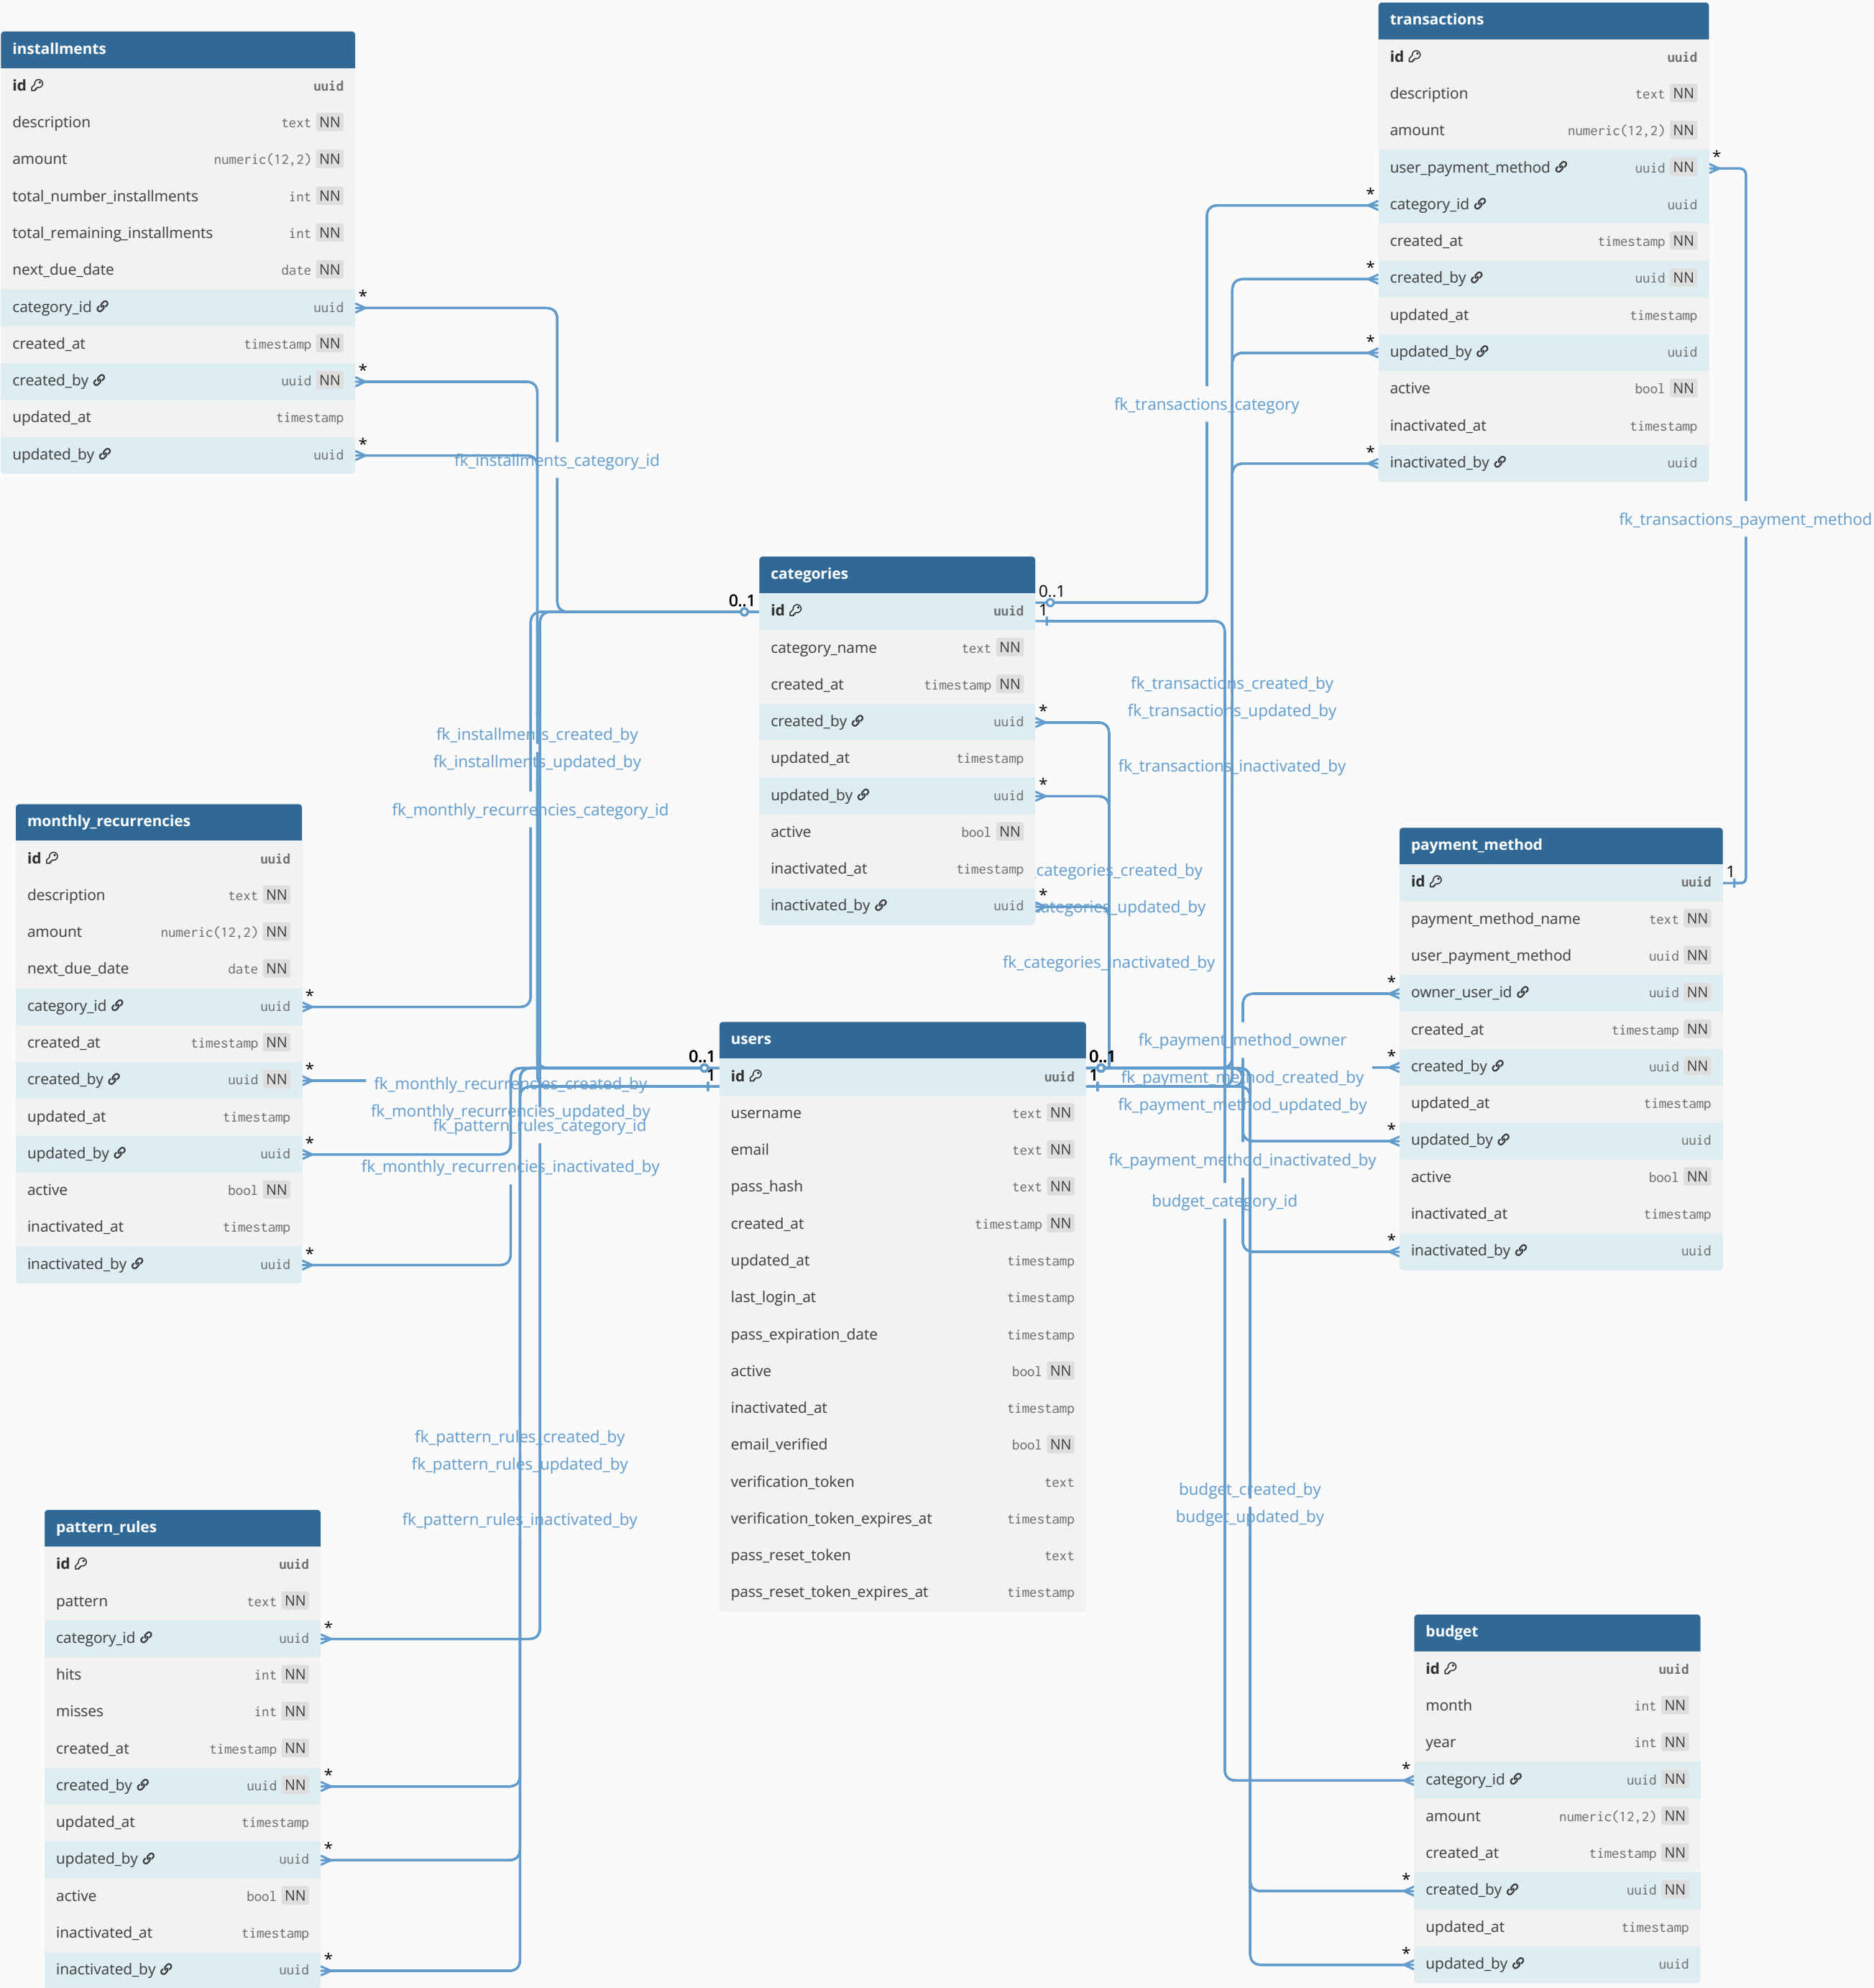 installments
id uuid
description text NN
amount numeric(12,2) NN
total_number_installments int NN
total_remaining_installments int NN
next_due_date date NN
category_id uuid
*
created_at timestamp NN
created_by uuid NN
*
updated_at timestamp
updated_by uuid
*
transactions
id uuid
description text NN
amount numeric(12,2) NN
user_payment_method uuid NN
*
category_id uuid
*
created_at timestamp NN
created_by uuid NN
*
updated_at timestamp
updated_by uuid
*
active bool NN
inactivated_at timestamp
inactivated_by uuid
*
fk_transactions_category
fk_installments_category_id
fk_transactions_payment_method
categories
id uuid
0..1
0..1
1
category_name text NN
created_at timestamp NN
created_by uuid
*
updated_at timestamp
updated_by uuid
*
active bool NN
inactivated_at timestamp
inactivated_by uuid
*
fk_transactions_created_by
fk_transactions_updated_by
fk_transactions_inactivated_by
fk_installments_created_by
fk_installments_updated_by
fk_monthly_recurrencies_category_id
categories_created_by
categories_updated_by
fk_categories_inactivated_by
monthly_recurrencies
id uuid
description text NN
amount numeric(12,2) NN
next_due_date date NN
category_id uuid
*
created_at timestamp NN
created_by uuid NN
*
updated_at timestamp
updated_by uuid
*
active bool NN
inactivated_at timestamp
inactivated_by uuid
*
fk_monthly_recurrencies_created_by
fk_monthly_recurrencies_updated_by
fk_pattern_rules_category_id
fk_monthly_recurrencies_inactivated_by
payment_method
id uuid
1
payment_method_name text NN
user_payment_method uuid NN
owner_user_id uuid NN
*
created_at timestamp NN
created_by uuid NN
*
updated_at timestamp
updated_by uuid
*
active bool NN
inactivated_at timestamp
inactivated_by uuid
*
fk_payment_method_owner
fk_payment_method_created_by
fk_payment_method_updated_by
fk_payment_method_inactivated_by
budget_category_id
users
id uuid
0..1
1
0..1
1
username text NN
email text NN
pass_hash text NN
created_at timestamp NN
updated_at timestamp
last_login_at timestamp
pass_expiration_date timestamp
active bool NN
inactivated_at timestamp
email_verified bool NN
verification_token text
verification_token_expires_at timestamp
pass_reset_token text
pass_reset_token_expires_at timestamp
fk_pattern_rules_created_by
fk_pattern_rules_updated_by
fk_pattern_rules_inactivated_by
budget_created_by
budget_updated_by
pattern_rules
id uuid
pattern text NN
category_id uuid
*
hits int NN
misses int NN
created_at timestamp NN
created_by uuid NN
*
updated_at timestamp
updated_by uuid
*
active bool NN
inactivated_at timestamp
inactivated_by uuid
*
budget
id uuid
month int NN
year int NN
category_id uuid NN
*
amount numeric(12,2) NN
created_at timestamp NN
created_by uuid NN
*
updated_at timestamp
updated_by uuid
*